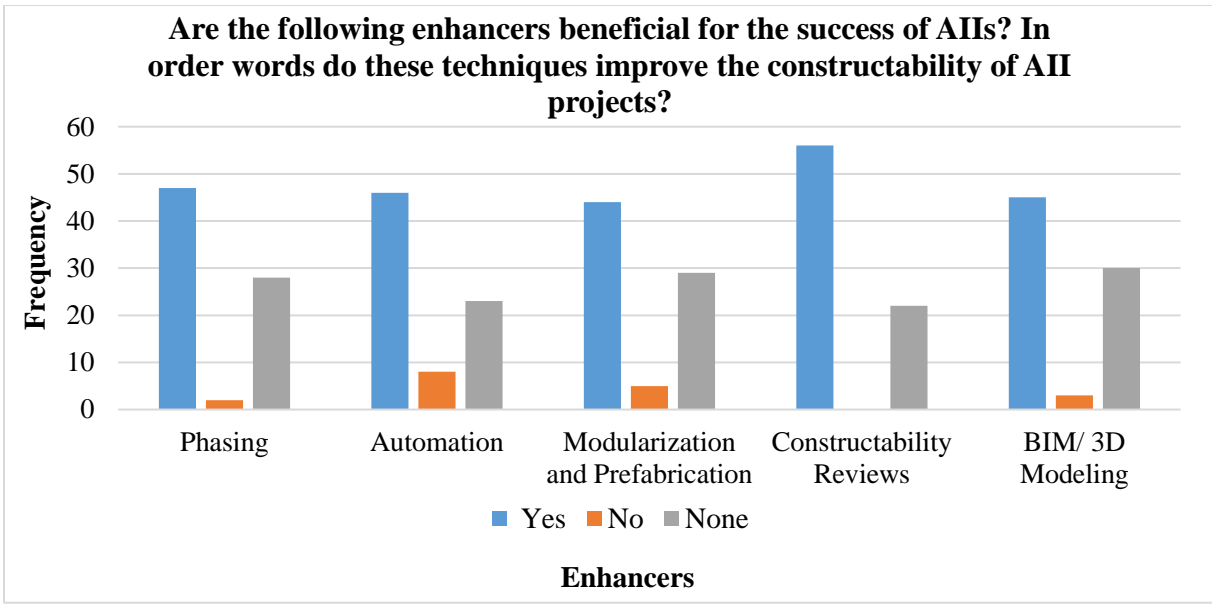 Are the following enhancers beneficial for the success of AIIs? In
order words do these techniques improve the constructability of AII
projects?
60
50
40
30
20
10
0
Frequency
Phasing
Automation
Modularization
and Prefabrication
Constructability
Reviews
BIM/ 3D
Modeling
Yes No None
Enhancers